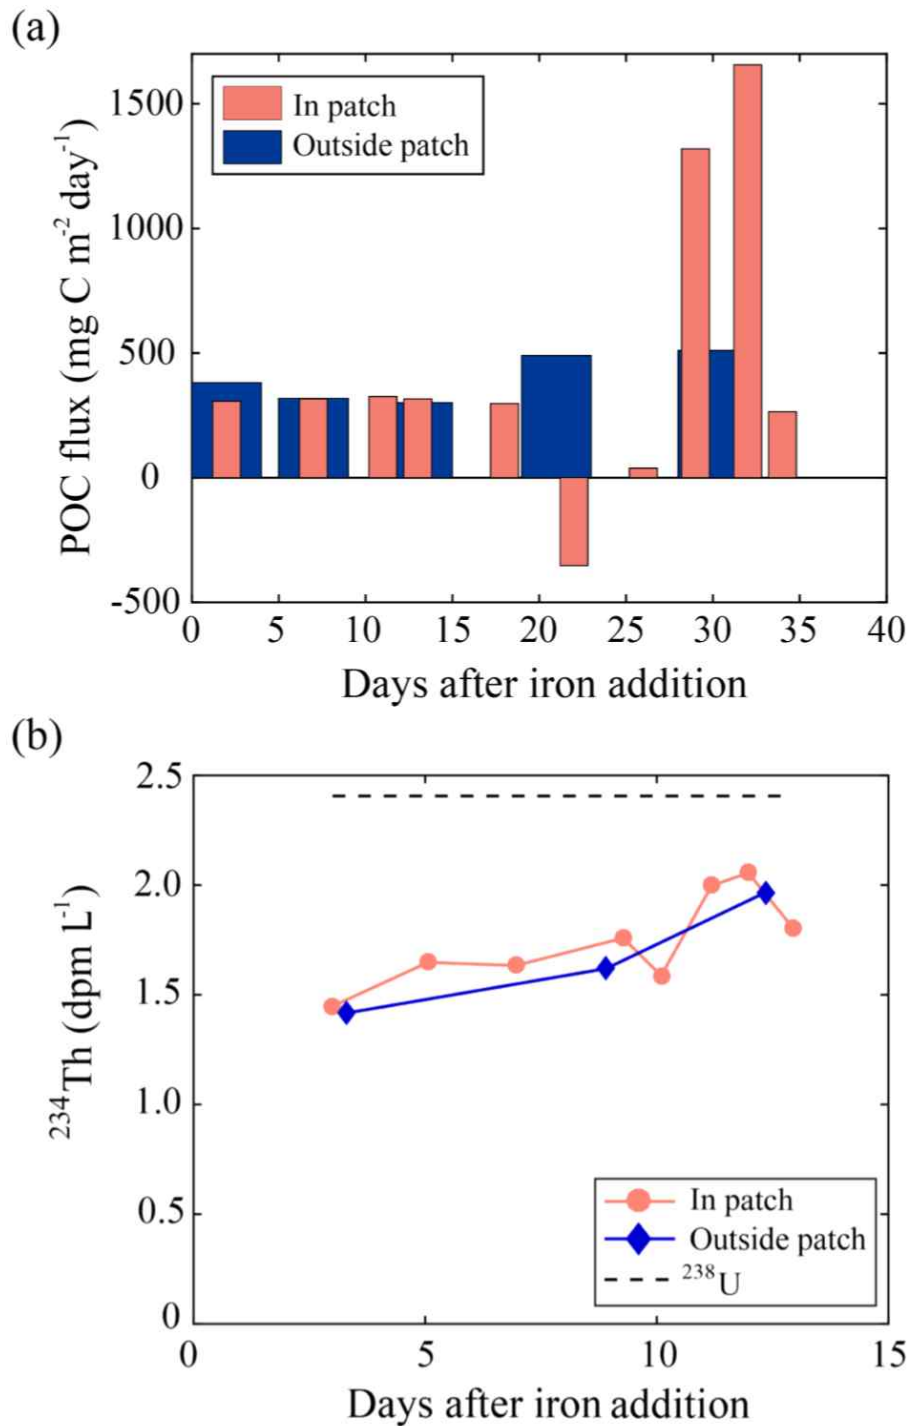 (a)
POC flux (mg C m⁻² day⁻¹)
1500
1000
500
0
-500
In patch
Outside patch
0 5 10 15 20 25 30 35 40
Days after iron addition
(b)
²³⁴Th (dpm L⁻¹)
2.5
2.0
1.5
1.0
0.5
0
In patch
Outside patch
²³⁸U
0 5 10 15
Days after iron addition